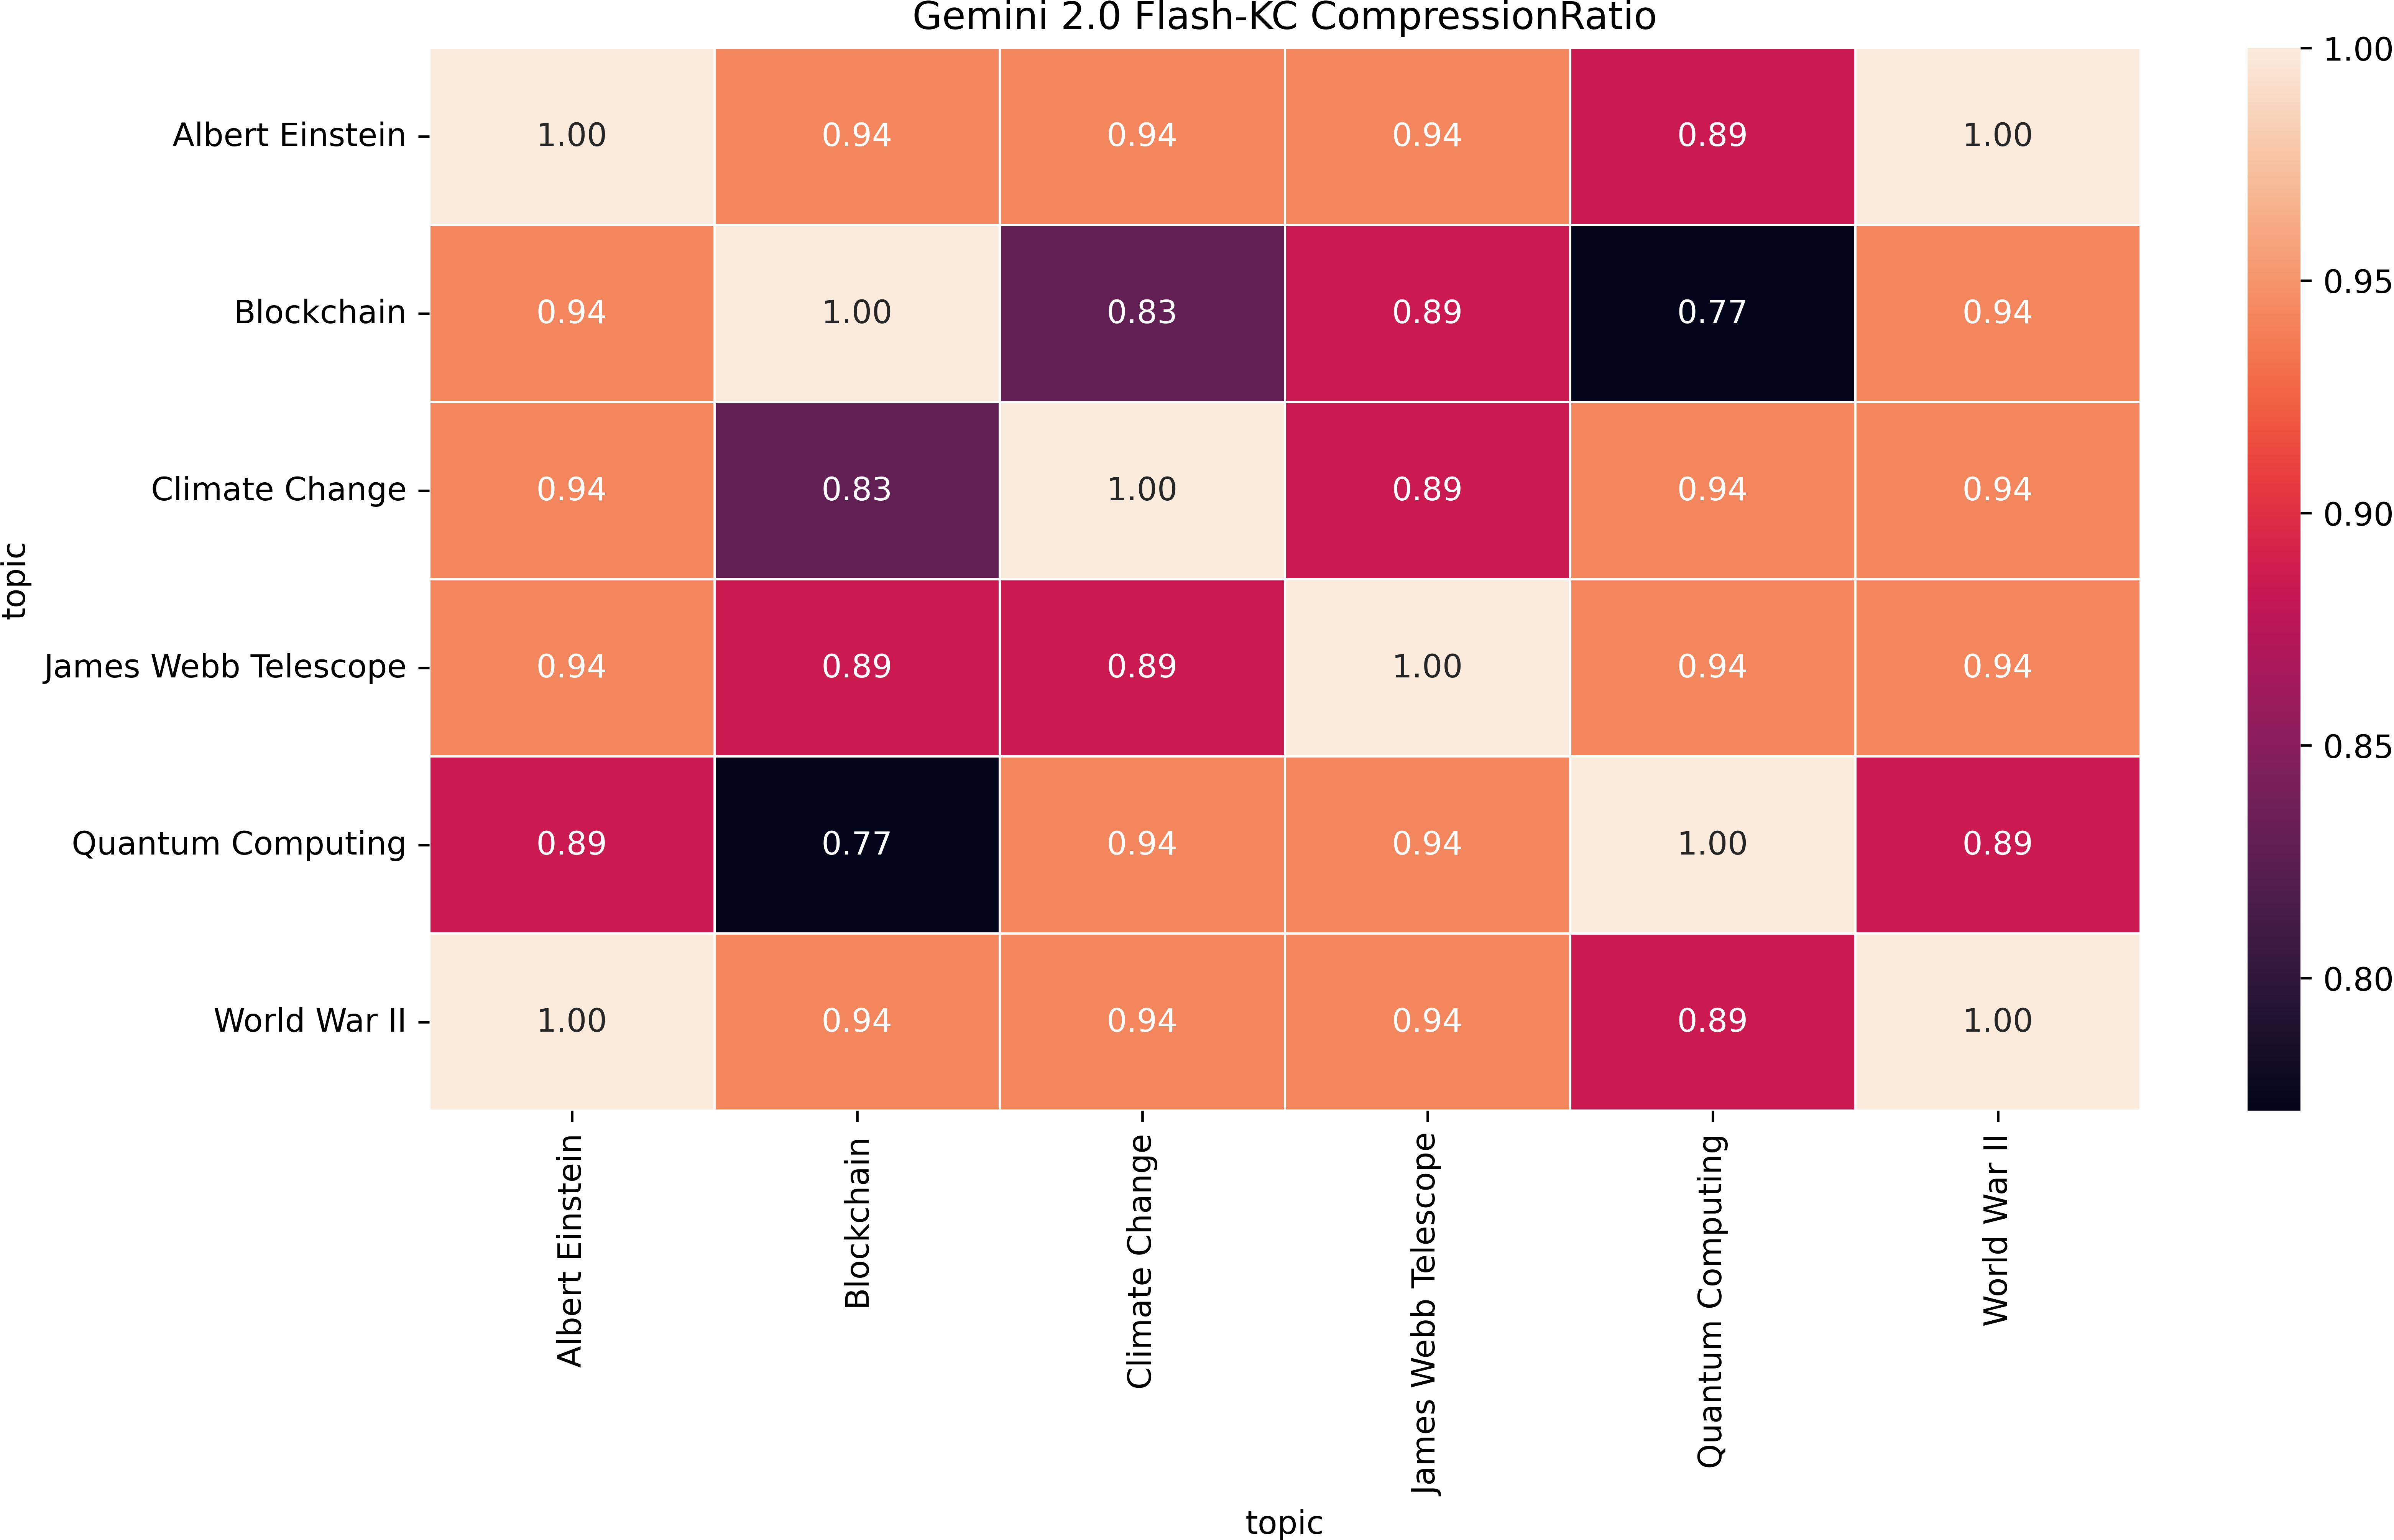 Gemini 2.0 Flash-KC CompressionRatio
Albert Einstein 1.00 0.94 0.94 0.94 0.89 1.00
Blockchain 0.94 1.00 0.83 0.89 0.77 0.94
Climate Change 0.94 0.83 1.00 0.89 0.94 0.94
James Webb Telescope 0.94 0.89 0.89 1.00 0.94 0.94
Quantum Computing 0.89 0.77 0.94 0.94 1.00 0.89
World War II 1.00 0.94 0.94 0.94 0.89 1.00
topic
Albert Einstein
Blockchain
Climate Change
James Webb Telescope
Quantum Computing
World War II
topic
1.00
0.95
0.90
0.85
0.80